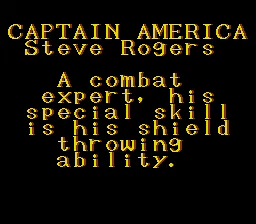 CAPTAIN AMERICA
Steve Rogers
A combat
expert, his
special skill
is his shield
throwing
ability.